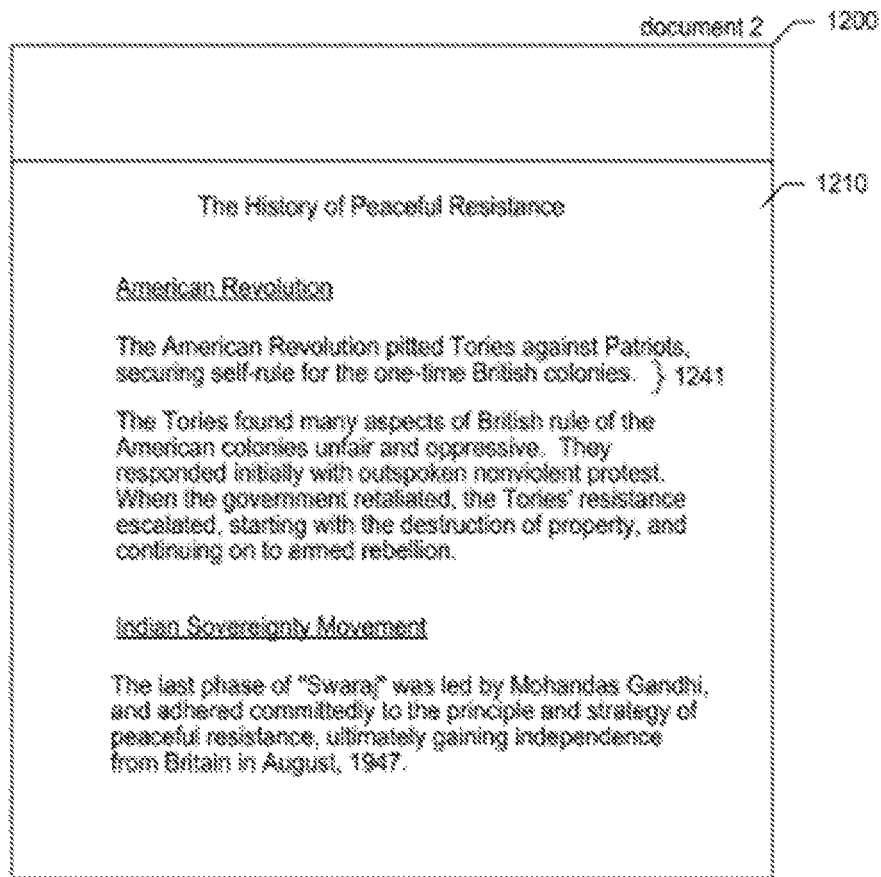 document 2
1200
1210
The History of Peaceful Resistance
American Revolution
The American Revolution pitted Tories against Patriots,
securing self-rule for the one-time British colonies. } 1241
The Tories found many aspects of British rule of the
American colonies unfair and oppressive. They
responded initially with outspoken nonviolent protest.
When the government retaliated, the Tories' resistance
escalated, starting with the destruction of property, and
continuing on to armed rebellion.
Indian Sovereignty Movement
The last phase of "Swaraj" was led by Mohandas Gandhi,
and adhered committedly to the principle and strategy of
peaceful resistance, ultimately gaining independence
from Britain in August, 1947.